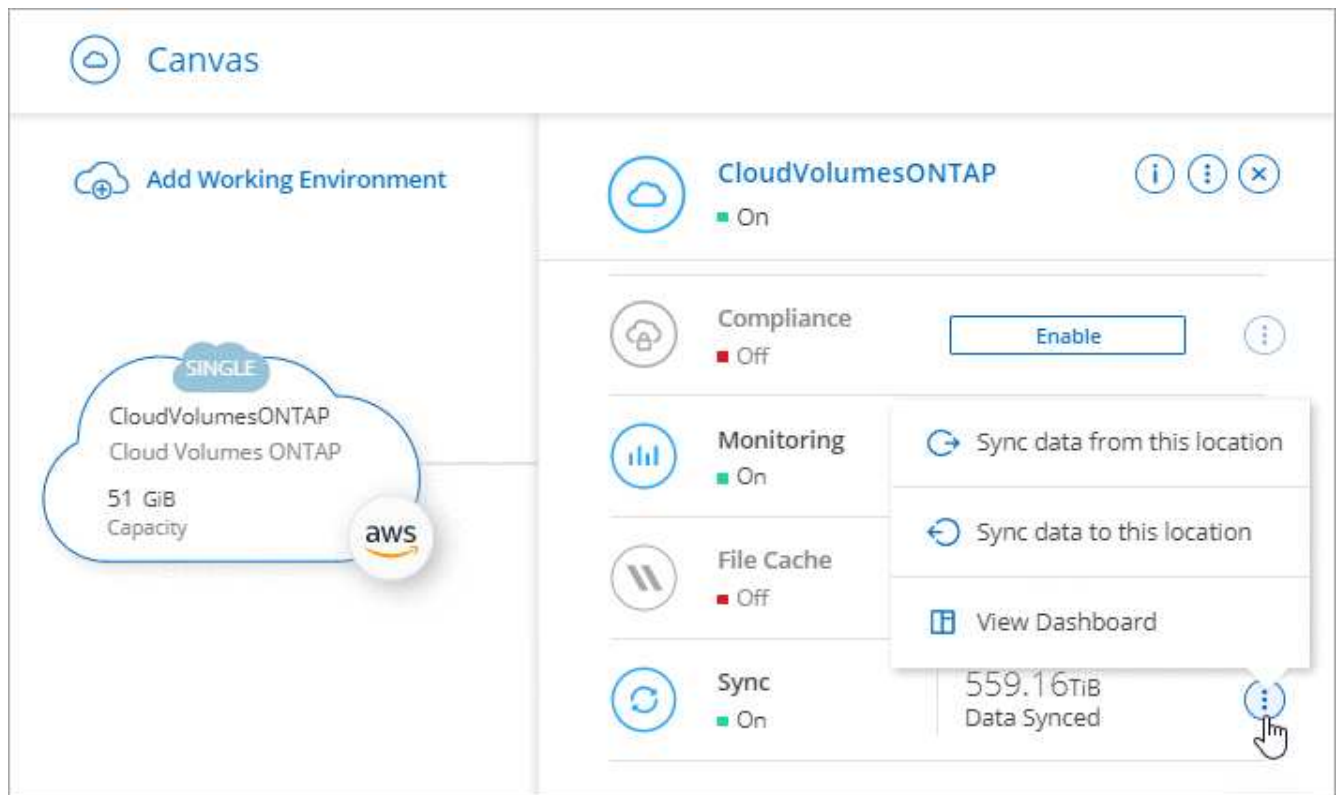 Canvas
Add Working Environment
SINGLE
CloudVolumesONTAP
Cloud Volumes ONTAP
51 GiB
Capacity
aws
CloudVolumesONTAP
On
Compliance
Off
Enable
Monitoring
On
File Cache
Off
Sync
On
559.16TiB
Data Synced
Sync data from this location
Sync data to this location
View Dashboard